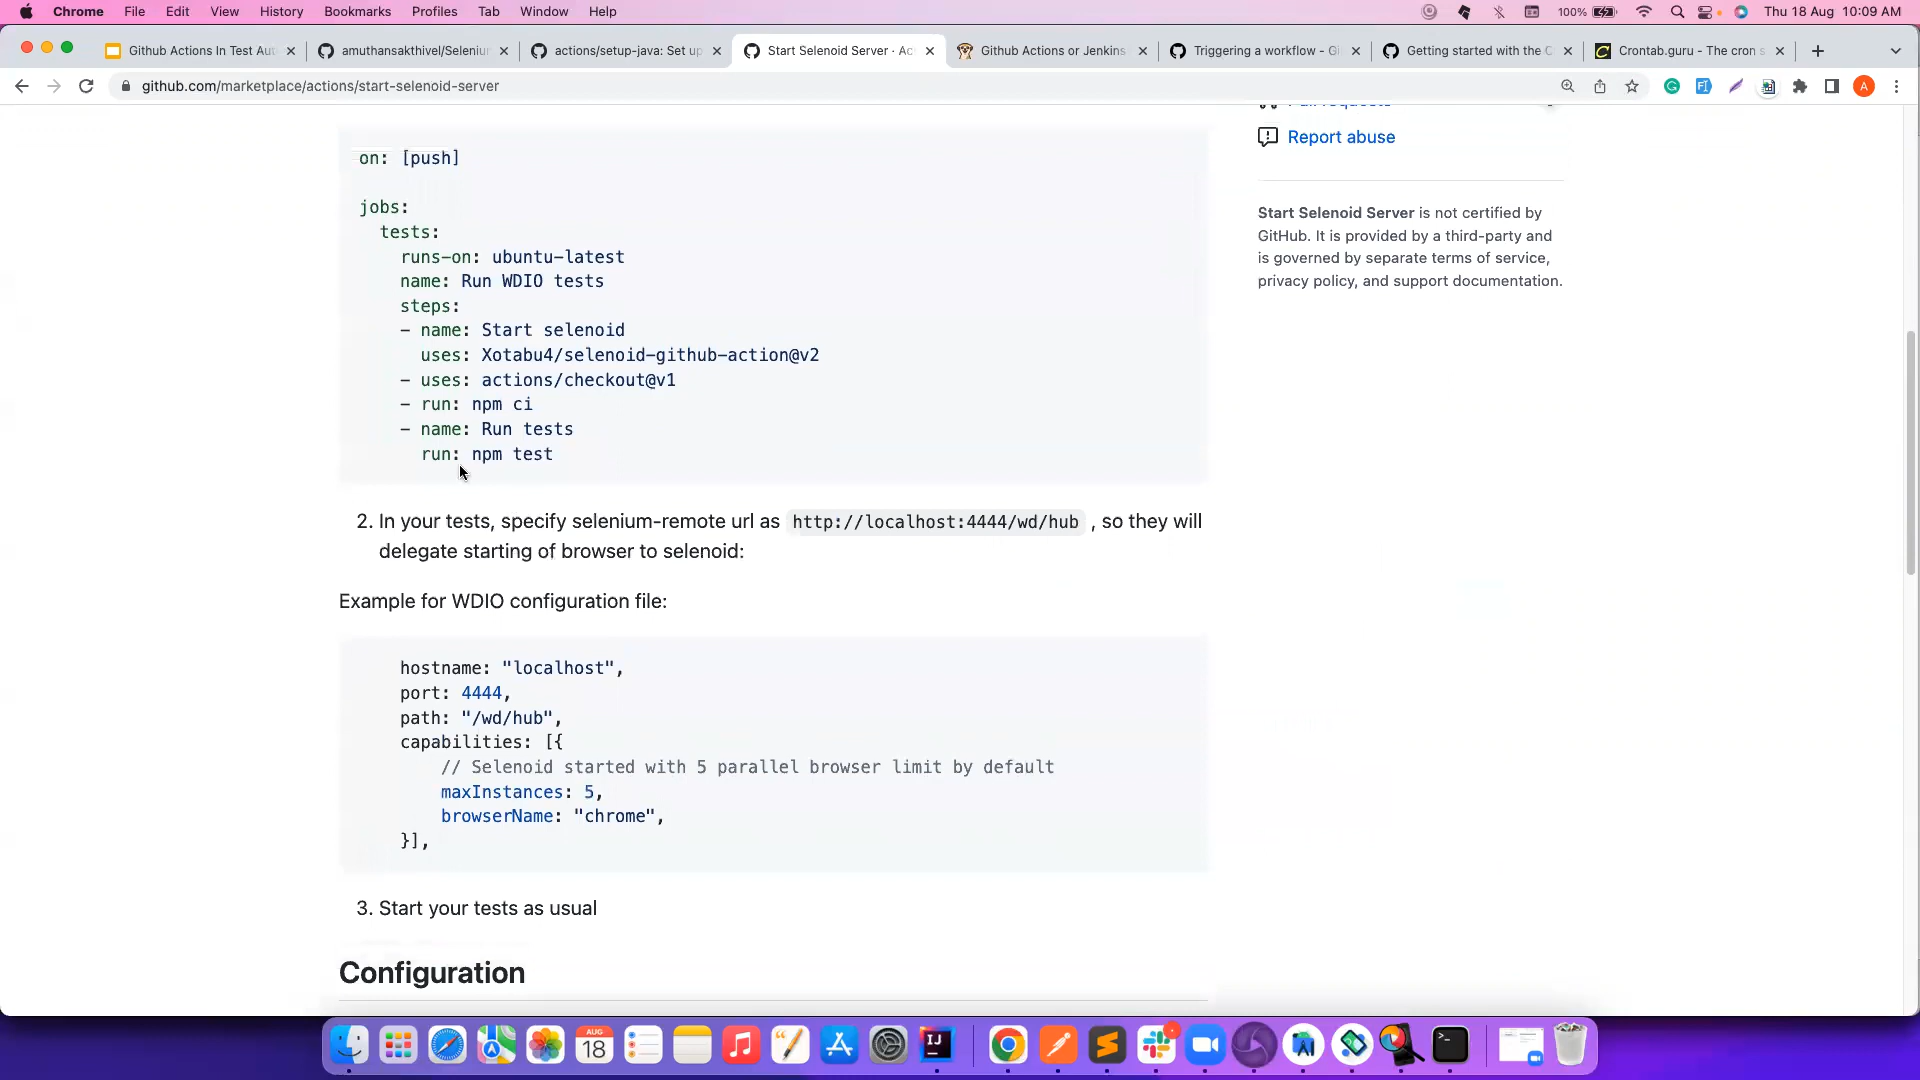 Chrome File Edit View History Bookmarks Profiles Tab Window Help 100% Thu 18 Aug 10:09 AM
Github Actions In Test Au
amuthansakthivel/Seleniu
actions/setup-java: Set up
Start Selenoid Server · Ac
Github Actions or Jenkins
Triggering a workflow - Gi
Getting started with the C
Crontab.guru - The cron s
github.com/marketplace/actions/start-selenoid-server
A
Pull requests
Report abuse
Start Selenoid Server is not certified by
GitHub. It is provided by a third-party and
is governed by separate terms of service,
privacy policy, and support documentation.
on: [push]
jobs:
tests:
runs-on: ubuntu-latest
name: Run WDIO tests
steps:
- name: Start selenoid
uses: Xotabu4/selenoid-github-action@v2
- uses: actions/checkout@v1
- run: npm ci
- name: Run tests
run: npm test
2. In your tests, specify selenium-remote url as http://localhost:4444/wd/hub , so they will
delegate starting of browser to selenoid:
Example for WDIO configuration file:
hostname: "localhost",
port: 4444,
path: "/wd/hub",
capabilities: [{
// Selenoid started with 5 parallel browser limit by default
maxInstances: 5,
browserName: "chrome",
}],
3. Start your tests as usual
Configuration
AUG
18
IJ